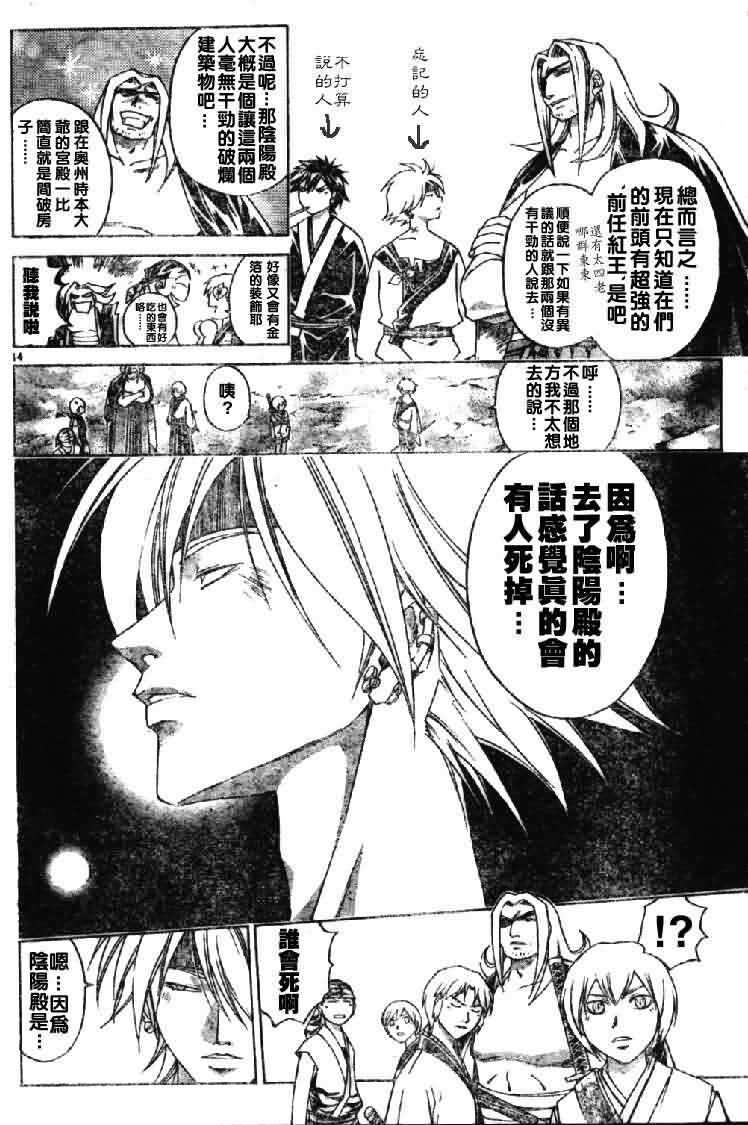 總而言之……
現在只知道在們
的前頭有超強的
前任紅王，是吧
還有太四老
哪群東東
順便說一下如果有異
議的話就跟那兩個沒
有干勁的人說去…
忘記的人
不打算
說的人
不過呢…那陰陽殿
大概是個讓這兩個
人毫無干勁的破爛
建築物吧…
跟在奧州時本大
爺的宮殿一比
簡直就是間破房
子……
好像又會有金
箔的裝飾耶
也會有好
吃的東西
咯……
聽我說啦
14
呼……
不過那個地
方我不太想
去的說…
咦?
因爲啊…
去了陰陽殿的
話感覺眞的會
有人死掉…
!?
誰會死啊
嗯…因爲
陰陽殿是…